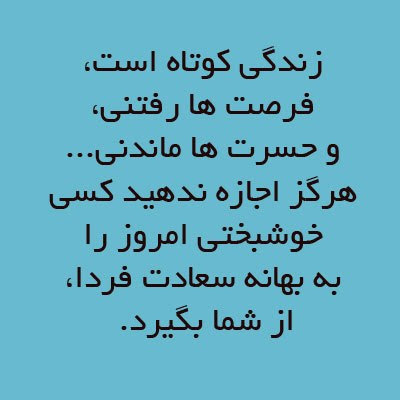 زندگی کوتاه است،
فرصت ها رفتنی،
و حسرت ها ماندنی...
هرگز اجازه ندهید کسی
خوشبختی امروز را
به بهانه سعادت فردا،
از شما بگیرد.